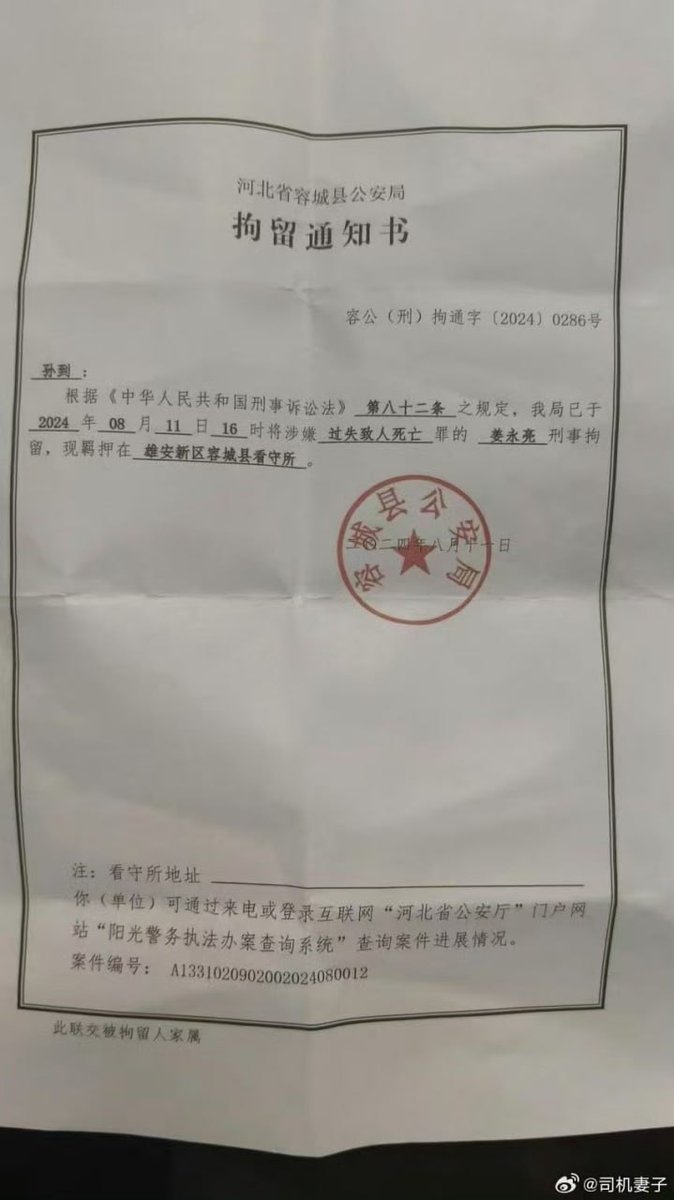 河北省容城县公安局
拘留通知书
容公（刑）拘通字〔2024〕0286号
孙到：
根据《中华人民共和国刑事诉讼法》第八十二条之规定，我局已于
2024年08月11日16时将涉嫌过失致人死亡罪的姜永亮刑事拘
留，现羁押在雄安新区容城县看守所。
容城县公安局
二〇二四年八月十一日
注：看守所地址
你（单位）可通过来电或登录互联网“河北省公安厅”门户网
站“阳光警务执法办案查询系统”查询案件进展情况。
案件编号：A1331020902002024080012
此联交被拘留人家属
@司机妻子